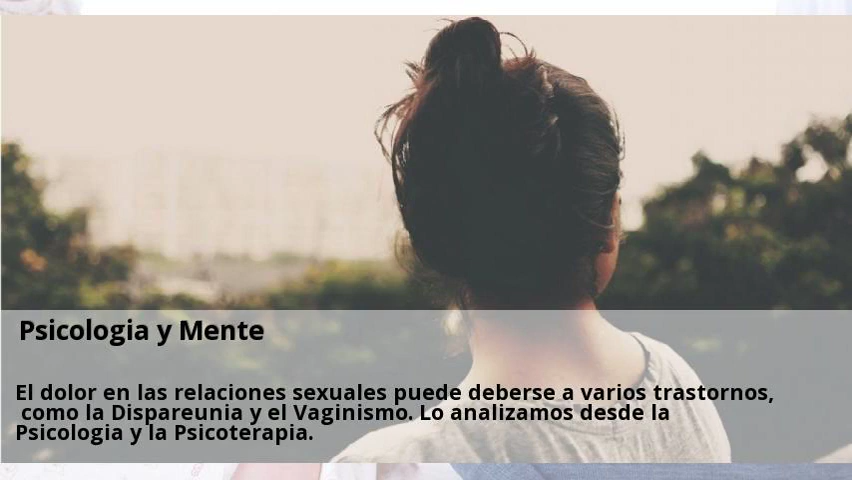 Psicologia y Mente
El dolor en las relaciones sexuales puede deberse a varios trastornos,
como la Dispareunia y el Vaginismo. Lo analizamos desde la
Psicologia y la Psicoterapia.